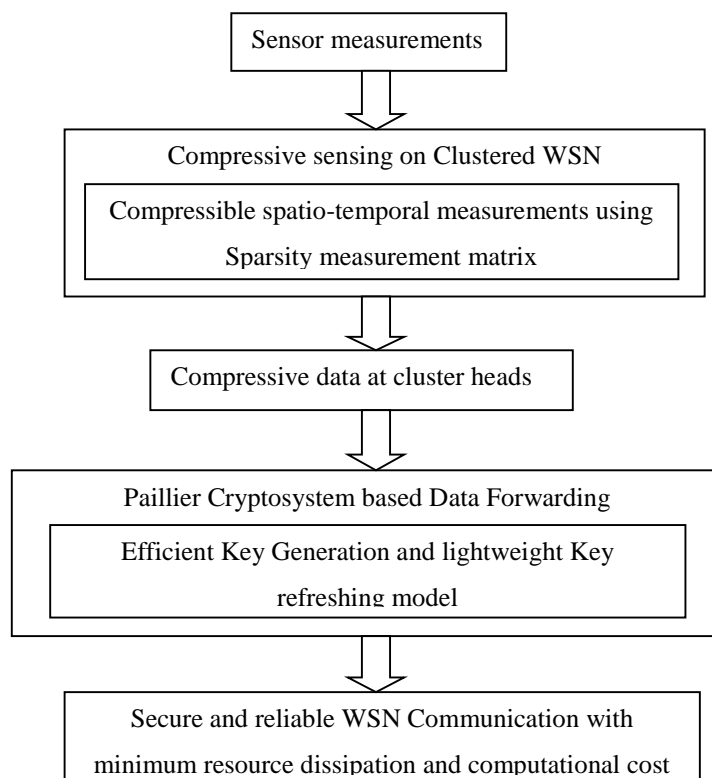 Sensor measurements
Compressive sensing on Clustered WSN
Compressible spatio-temporal measurements using
Sparsity measurement matrix
Compressive data at cluster heads
Paillier Cryptosystem based Data Forwarding
Efficient Key Generation and lightweight Key
refreshing model
Secure and reliable WSN Communication with
minimum resource dissipation and computational cost